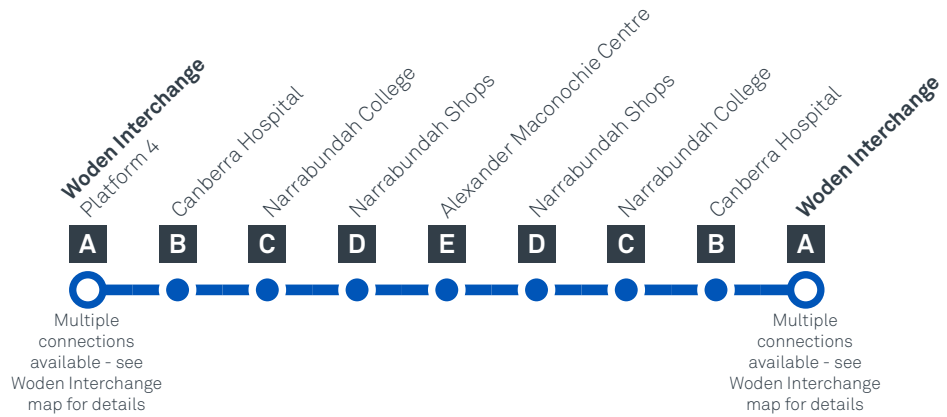 Woden Interchange
Platform 4
Canberra Hospital
Narrabundah College
Narrabundah Shops
Alexander Maconochie Centre
Narrabundah Shops
Narrabundah College
Canberra Hospital
Woden Interchange
A
B
C
D
E
D
C
B
A
Multiple
connections
available - see
Woden Interchange
map for details
Multiple
connections
available - see
Woden Interchange
map for details